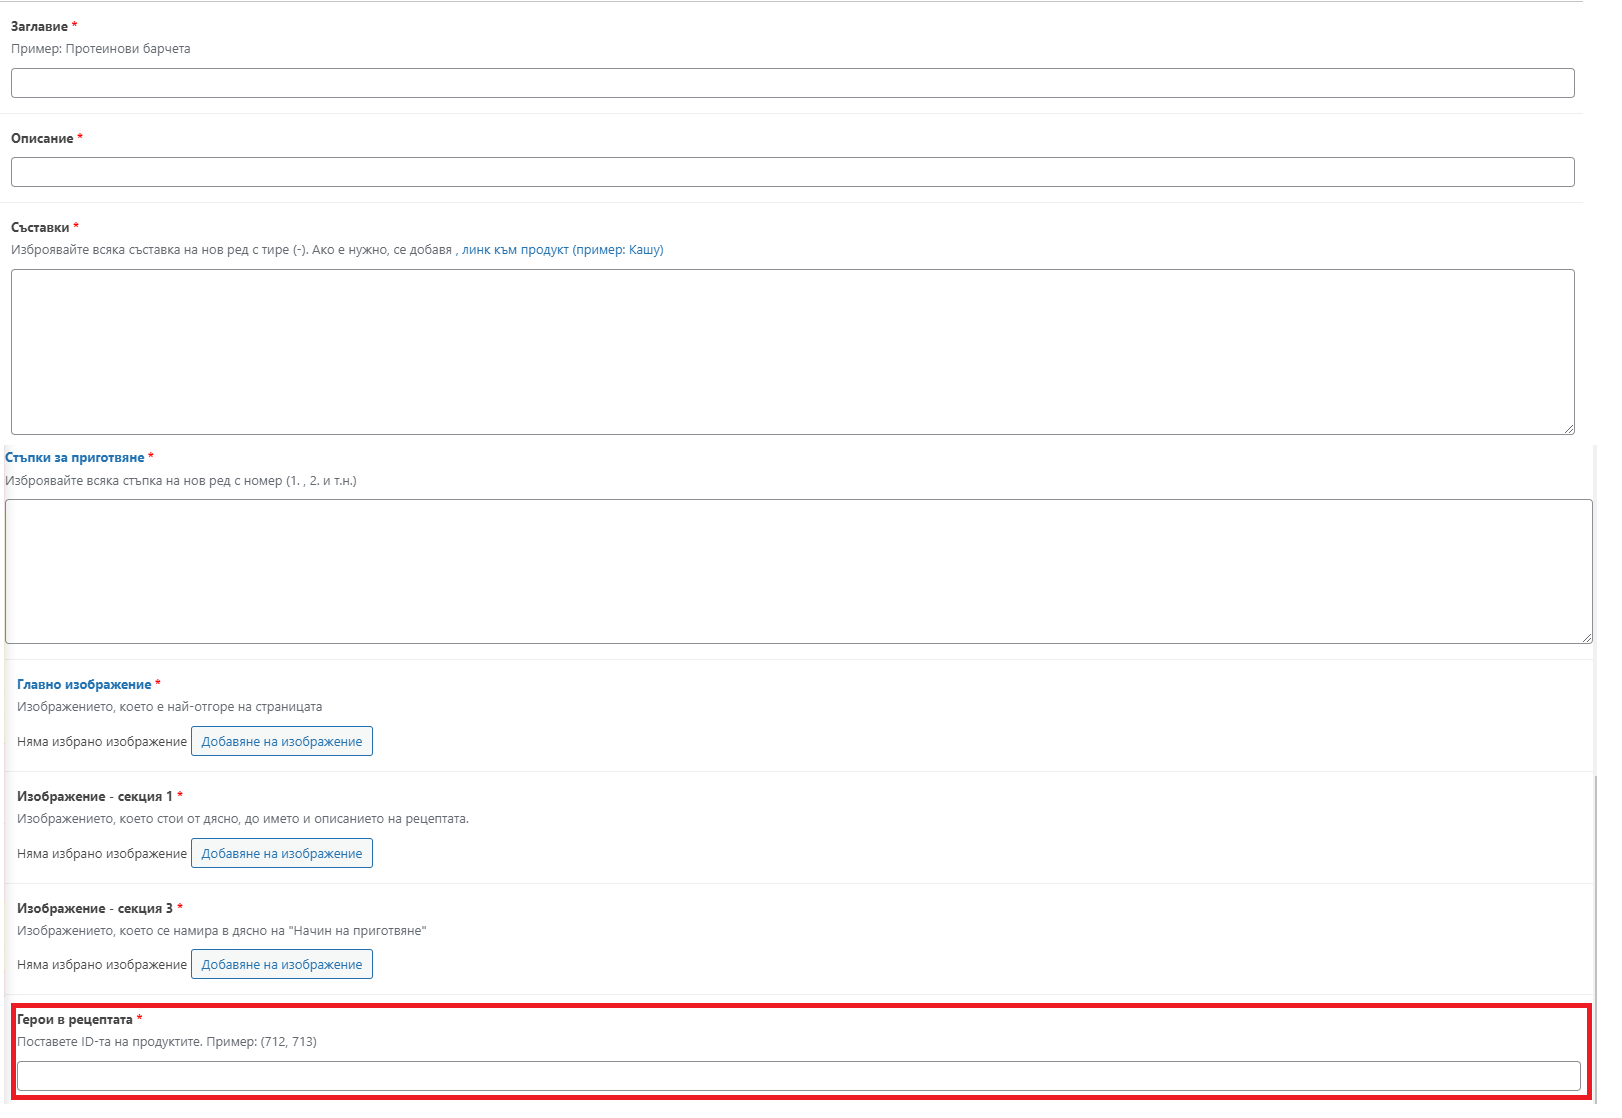 Заглавие *
Пример: Протеинови барчета
Описание *
Съставки *
Изброявайте всяка съставка на нов ред с тире (-). Ако е нужно, се добавя , линк към продукт (пример: Кашу)
Стъпки за приготвяне *
Изброявайте всяка стъпка на нов ред с номер (1. , 2. и т.н.)
Главно изображение *
Изображението, което е най-отгоре на страницата
Няма избрано изображение Добавяне на изображение
Изображение - секция 1 *
Изображението, което стои от дясно, до името и описанието на рецептата.
Няма избрано изображение Добавяне на изображение
Изображение - секция 3 *
Изображението, което се намира в дясно на "Начин на приготвяне"
Няма избрано изображение Добавяне на изображение
Герои в рецептата *
Поставете ID-та на продуктите. Пример: (712, 713)